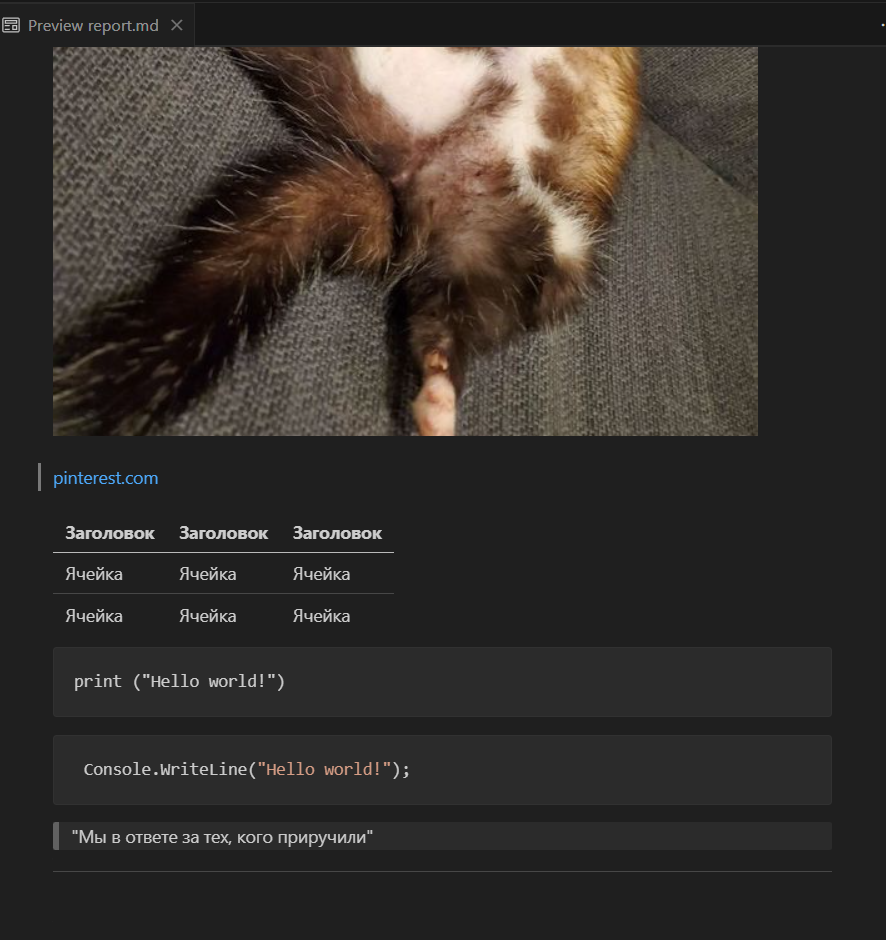 Preview report.md
pinterest.com
Заголовок Заголовок Заголовок
Ячейка Ячейка Ячейка
Ячейка Ячейка Ячейка
print ("Hello world!")
Console.WriteLine("Hello world!");
"Мы в ответе за тех, кого приручили"